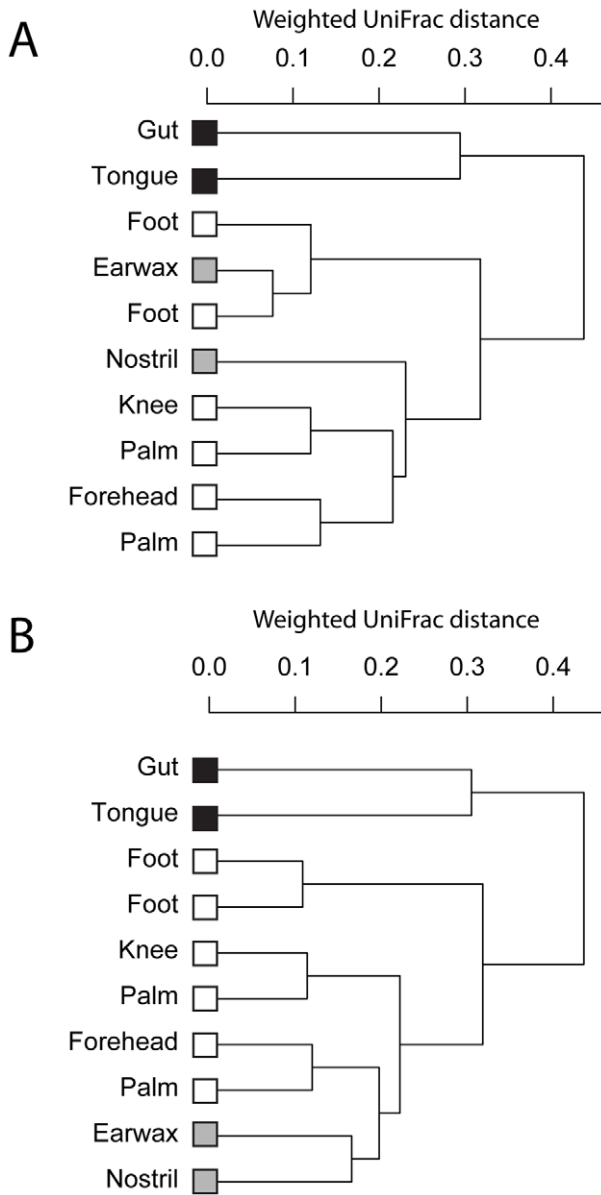 A
Weighted UniFrac distance
0.0 0.1 0.2 0.3 0.4
Gut
Tongue
Foot
Earwax
Foot
Nostril
Knee
Palm
Forehead
Palm
B
Weighted UniFrac distance
0.0 0.1 0.2 0.3 0.4
Gut
Tongue
Foot
Foot
Knee
Palm
Forehead
Palm
Earwax
Nostril